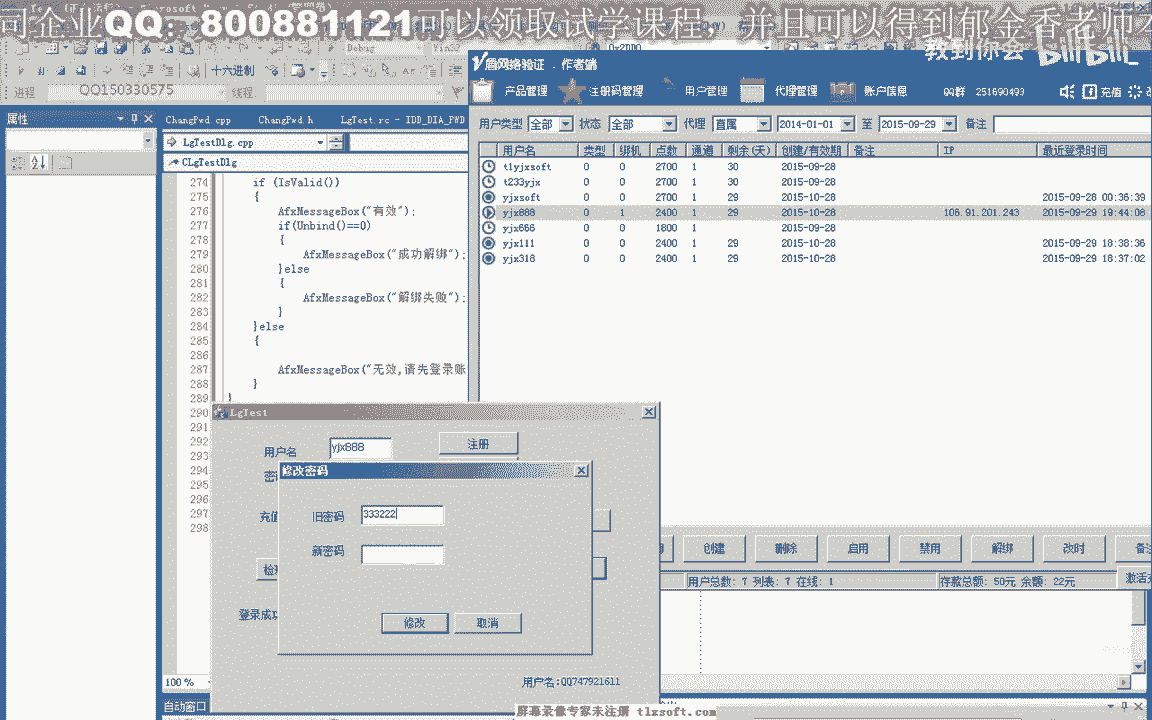 司企业QQ：800881121可以领取试学课程，并且可以得到郁金香老师
教到你会 bilibili
Debug Win32
十六进制 0x2DD0
进程 QQ150330575 线程:
网络验证 . 作者端
产品管理 注册码管理 用户管理 代理管理 账户信息 QQ群 251690493 充值
属性
ChangPwd.cpp ChangPwd.h LgTest.rc - IDD_DIA_PWD
用户类型 全部 状态 全部 代理 直属 2014-01-01 至 2015-09-29 备注
LgTestDlg.cpp
CLgTestDlg
用户名 类型 绑机 点数 通道 剩余(天) 创建/有效期 备注 IP 最近登录时间
t1yjxsoft 0 0 2700 1 30 2015-09-28
t233yjx 0 0 2700 1 30 2015-09-28
yjxsoft 0 0 2700 1 29 2015-10-28 2015-09-28 00:36:39
yjx888 0 1 2400 1 29 2015-10-28 106.91.201.243 2015-09-29 19:44:08
yjx666 0 0 1800 1 2015-09-28
yjx111 0 0 2400 1 29 2015-10-28 2015-09-29 18:38:36
yjx318 0 0 2400 1 29 2015-10-28 2015-09-29 18:37:02
274 if (IsValid())
275 {
276 AfxMessageBox("有效");
277 if(Unbind()==0)
278 {
279 AfxMessageBox("成功解绑");
280 }else
281 {
282 AfxMessageBox("解绑失败");
283 }
284 }else
285 {
286
287 AfxMessageBox("无效,请先登录账
288 }
289 }
290
291
292
293
294
295
296
297
298
LgTest
用户名 yjx888 注册
修改密码
旧密码 333222
新密码
修改 取消
登录成功
用户名:QQ747921611
创建 删除 启用 禁用 解绑 改时 备注
用户总数: 7 列表: 7 在线: 1 存款总额: 50元 余额: 22元 激活
100 %
自动窗口
屏幕录像专家未注册 tlxsoft.com